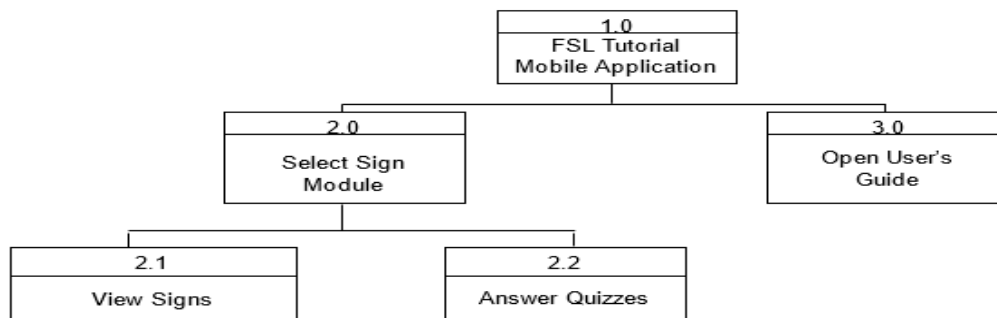 1.0
FSL Tutorial
Mobile Application
2.0
Select Sign
Module
3.0
Open User's
Guide
2.1
View Signs
2.2
Answer Quizzes